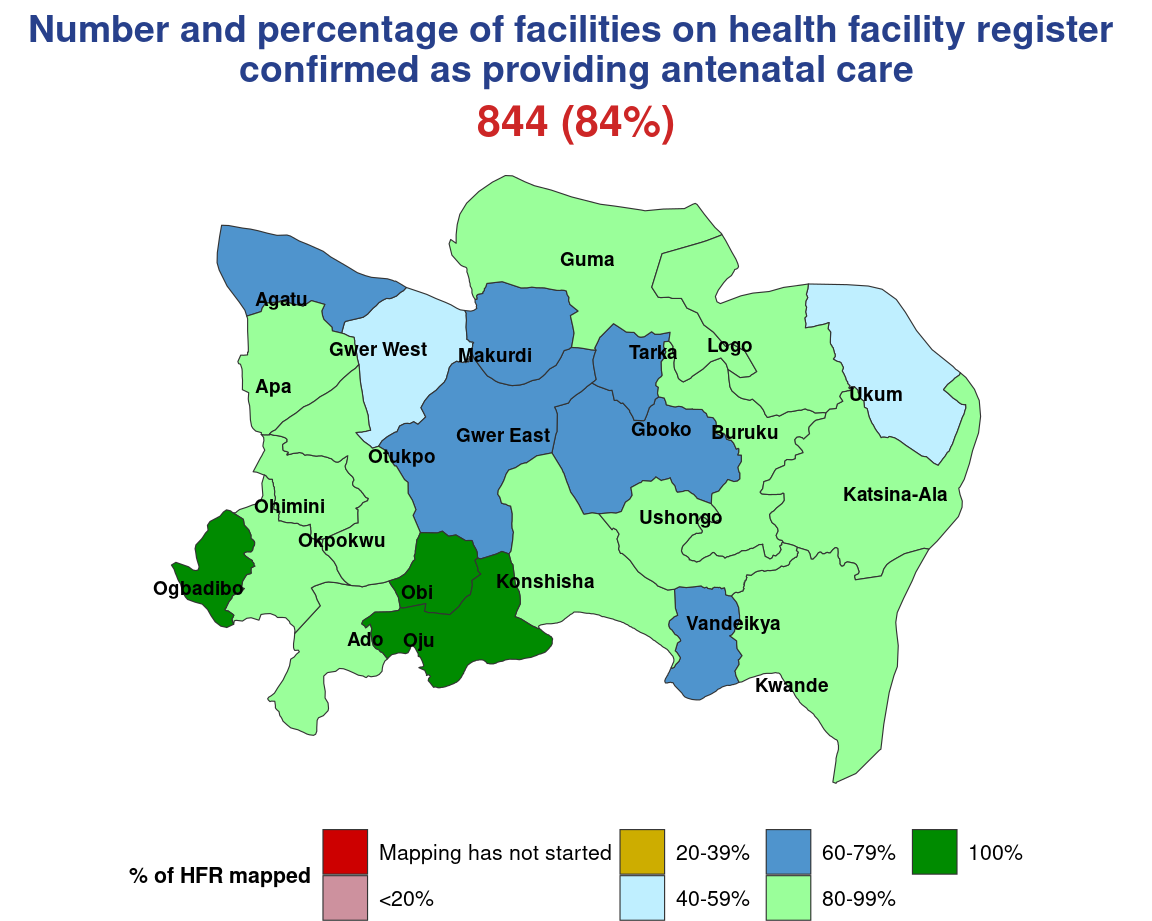 Number and percentage of facilities on health facility register
confirmed as providing antenatal care
844 (84%)
Guma
Agatu
Gwer West
Makurdi
Tarka
Logo
Apa
Ukum
Gwer East
Gboko
Buruku
Otukpo
Katsina-Ala
Ohimini
Ushongo
Okpokwu
Ogbadibo
Obi
Konshisha
Vandeikya
Ado
Oju
Kwande
% of HFR mapped
Mapping has not started
<20%
20-39%
40-59%
60-79%
80-99%
100%